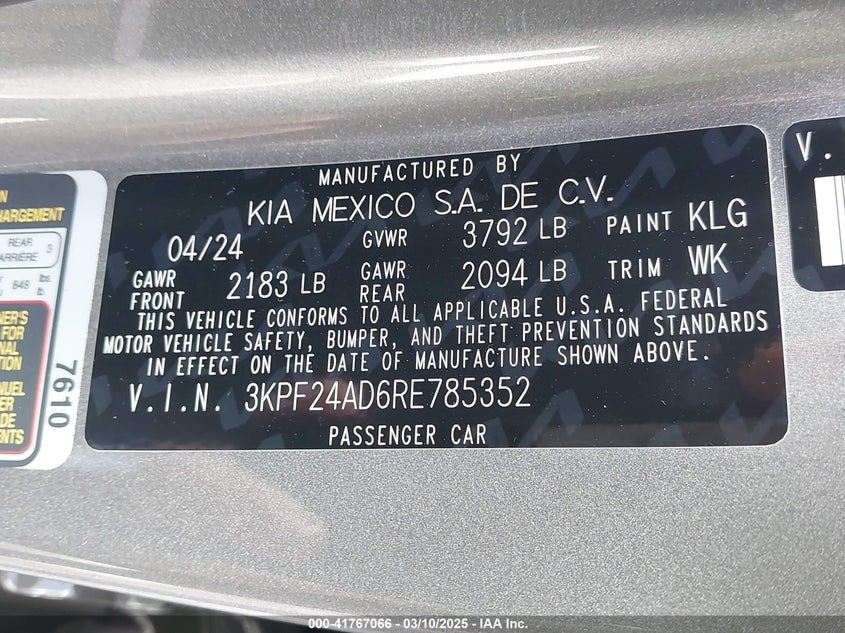 MANUFACTURED BY
KIA MEXICO S.A. DE C.V.
04/24 GVWR 3792 LB PAINT KLG
GAWR FRONT 2183 LB GAWR REAR 2094 LB TRIM WK
THIS VEHICLE CONFORMS TO ALL APPLICABLE U.S.A. FEDERAL
MOTOR VEHICLE SAFETY, BUMPER, AND THEFT PREVENTION STANDARDS
IN EFFECT ON THE DATE OF MANUFACTURE SHOWN ABOVE.
V.I.N. 3KPF24AD6RE785352
PASSENGER CAR
REAR
3
lbs.
7610
V.
000-41767066 — 03/10/2025 — IAA Inc.